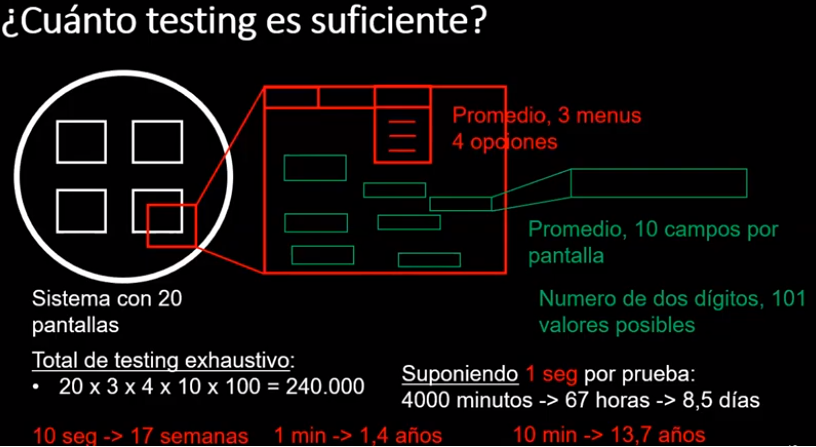 ¿Cuánto testing es suficiente?
Promedio, 3 menus
4 opciones
Promedio, 10 campos por
pantalla
Sistema con 20
pantallas
Numero de dos dígitos, 101
valores posibles
Total de testing exhaustivo:
• 20 x 3 x 4 x 10 x 100 = 240.000
Suponiendo 1 seg por prueba:
4000 minutos -> 67 horas -> 8,5 días
10 seg -> 17 semanas 1 min -> 1,4 años 10 min -> 13,7 años